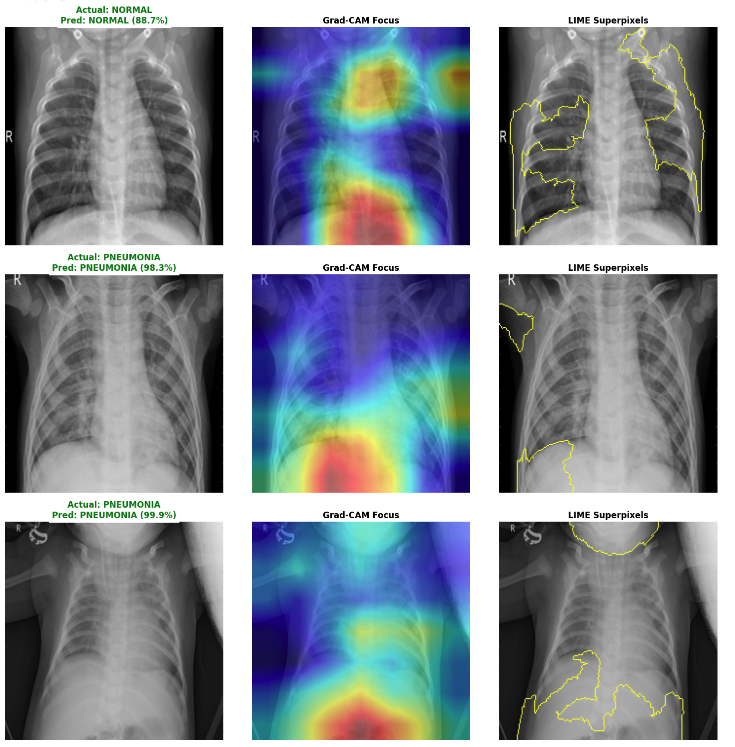 Actual: NORMAL
Pred: NORMAL (88.7%)
Grad-CAM Focus
LIME Superpixels
R
R
R
Actual: PNEUMONIA
Pred: PNEUMONIA (98.3%)
Grad-CAM Focus
LIME Superpixels
R
R
R
Actual: PNEUMONIA
Pred: PNEUMONIA (99.9%)
Grad-CAM Focus
LIME Superpixels
R
R
R